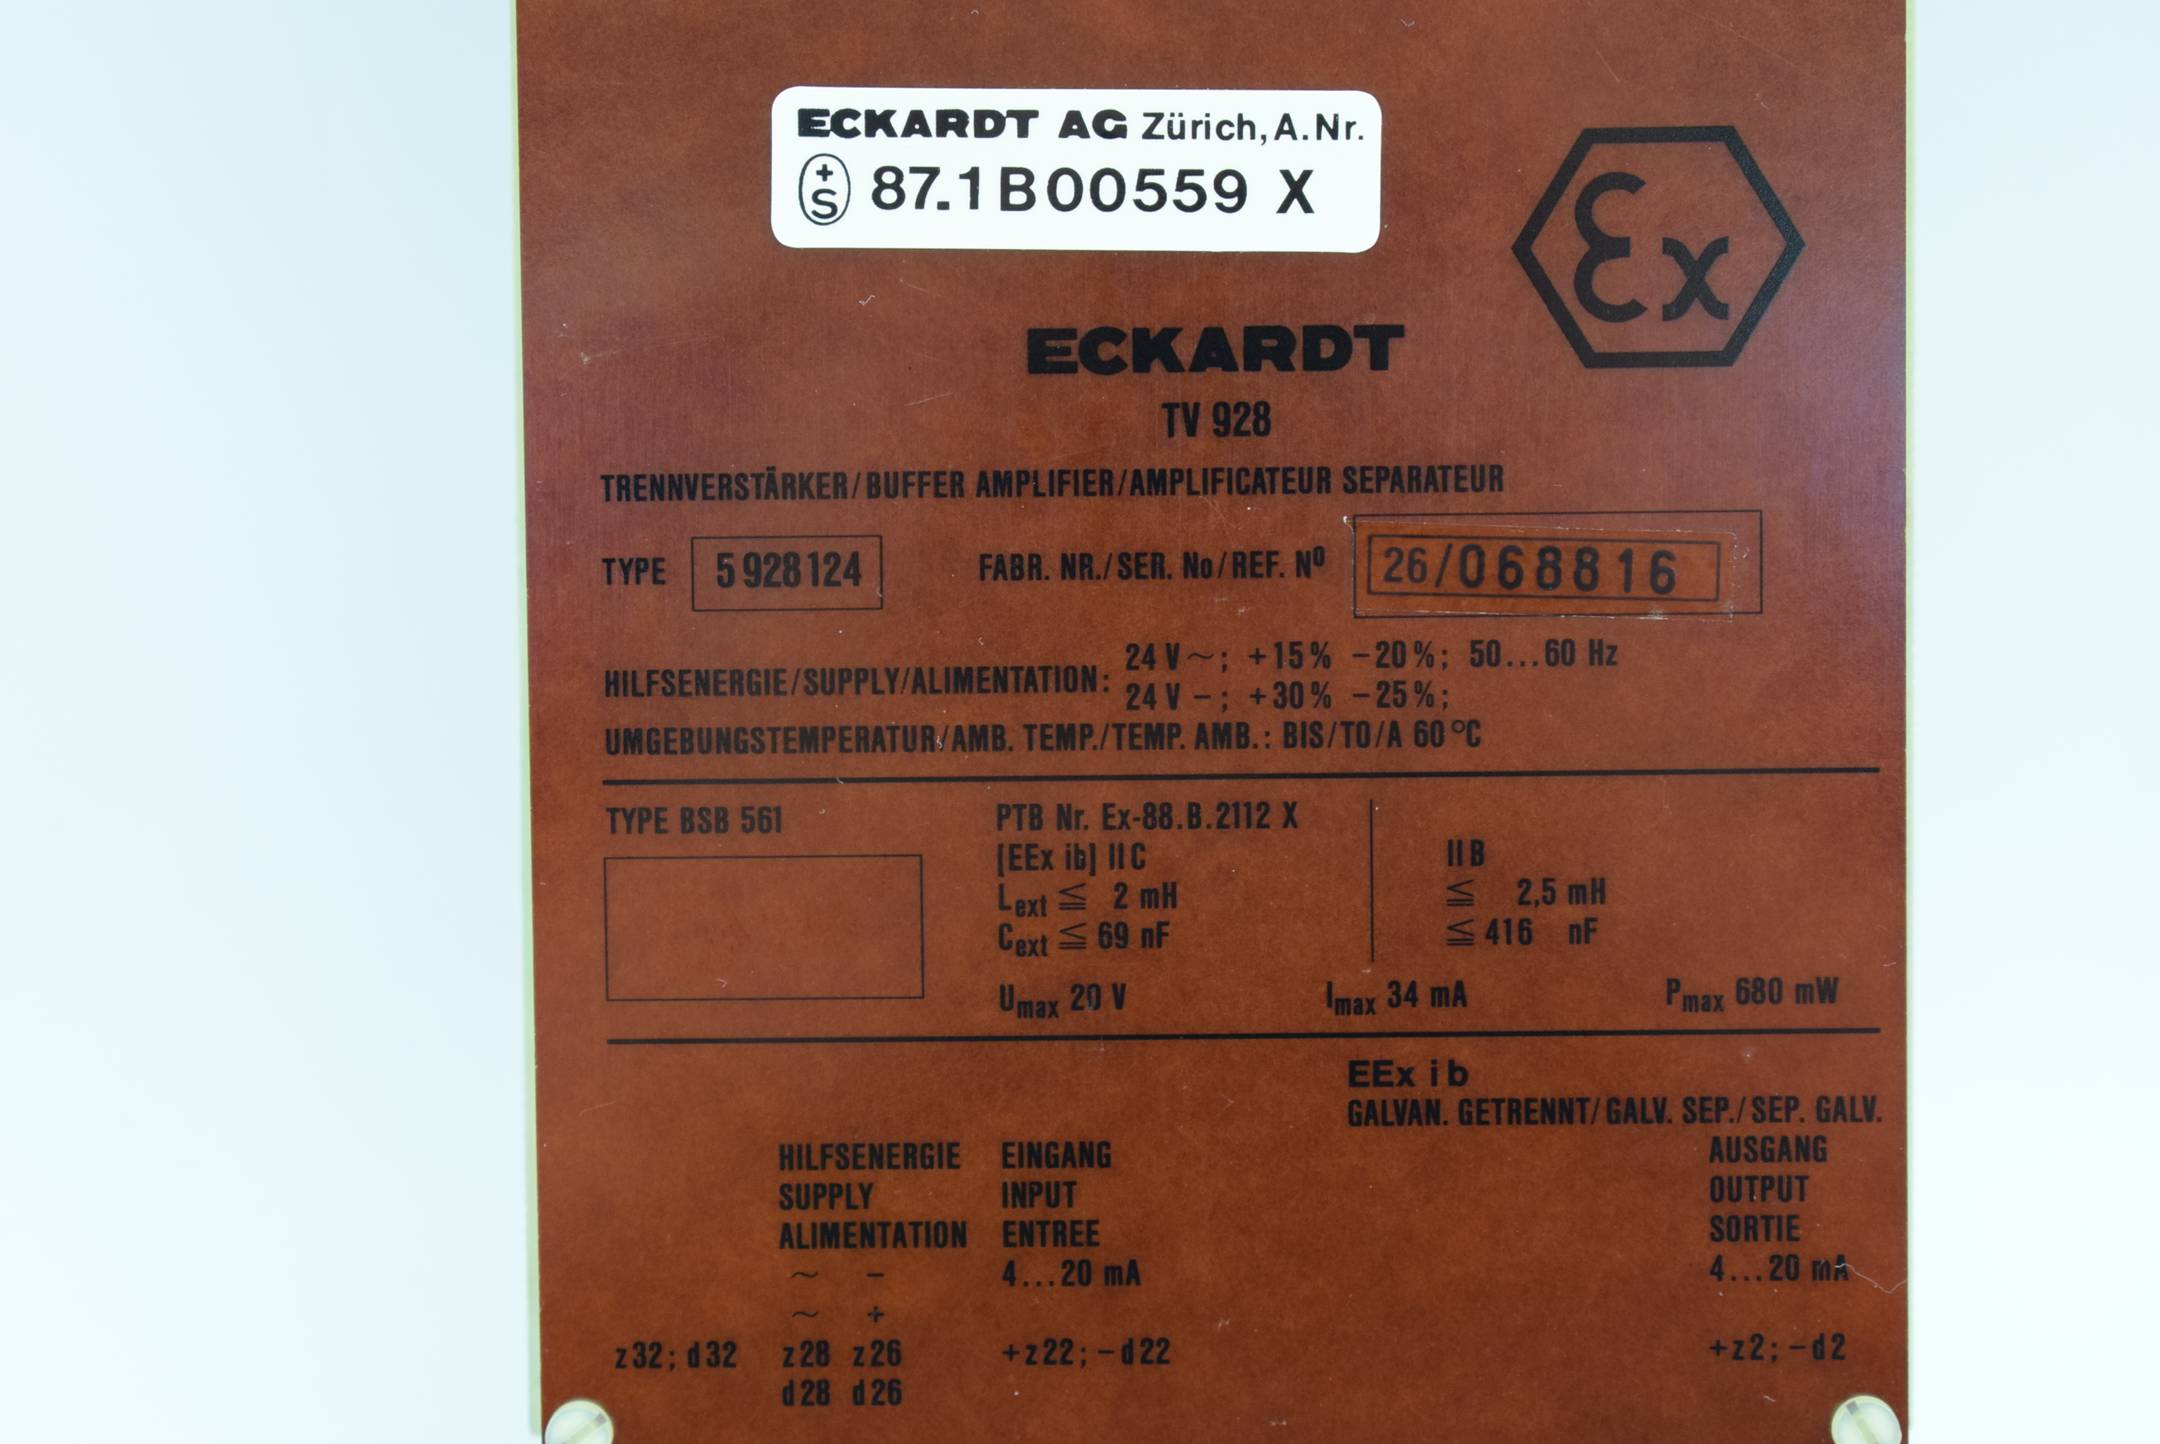 ECKARDT AG Zürich, A.Nr.
+S 87.1B00559 X
Ex
ECKARDT
TV 928
TRENNVERSTÄRKER/BUFFER AMPLIFIER/AMPLIFICATEUR SEPARATEUR
TYPE 5928124 FABR. NR./SER. No/REF. Nº 26/068816
HILFSENERGIE/SUPPLY/ALIMENTATION: 24 V ~; +15% −20%; 50...60 Hz
24 V −; +30% −25%;
UMGEBUNGSTEMPERATUR/AMB. TEMP./TEMP. AMB.: BIS/TO/A 60 °C
TYPE BSB 561 PTB Nr. Ex-88.B.2112 X
[EEx ib] IIC IIB
Lext ≦ 2 mH ≦ 2,5 mH
Cext ≦ 69 nF ≦ 416 nF
Umax 20 V Imax 34 mA Pmax 680 mW
EEx ib
GALVAN. GETRENNT/GALV. SEP./SEP. GALV.
HILFSENERGIE EINGANG AUSGANG
SUPPLY INPUT OUTPUT
ALIMENTATION ENTREE SORTIE
~ − 4...20 mA 4...20 mA
~ +
z32; d32 z28 z26 +z22; −d22 +z2; −d2
d28 d26